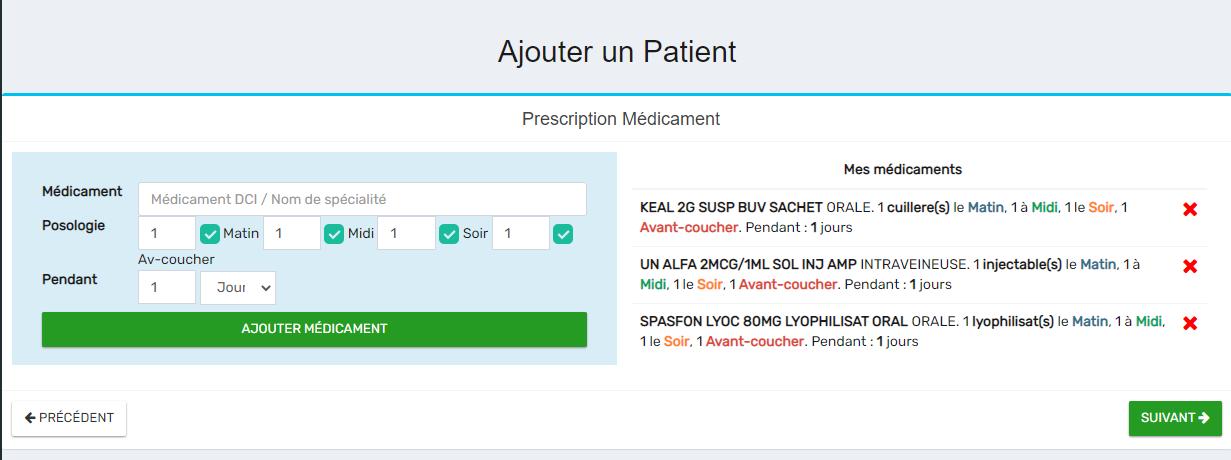 Ajouter un Patient
Prescription Médicament
Médicament
Médicament DCI / Nom de spécialité
Posologie
1 Matin 1 Midi 1 Soir 1
Av-coucher
Pendant
1 Jour
AJOUTER MÉDICAMENT
Mes médicaments
KEAL 2G SUSP BUV SACHET ORALE. 1 cuillere(s) le Matin, 1 à Midi, 1 le Soir, 1
Avant-coucher. Pendant : 1 jours
UN ALFA 2MCG/1ML SOL INJ AMP INTRAVEINEUSE. 1 injectable(s) le Matin, 1 à
Midi, 1 le Soir, 1 Avant-coucher. Pendant : 1 jours
SPASFON LYOC 80MG LYOPHILISAT ORAL ORALE. 1 lyophilisat(s) le Matin, 1 à Midi,
1 le Soir, 1 Avant-coucher. Pendant : 1 jours
PRÉCÉDENT
SUIVANT